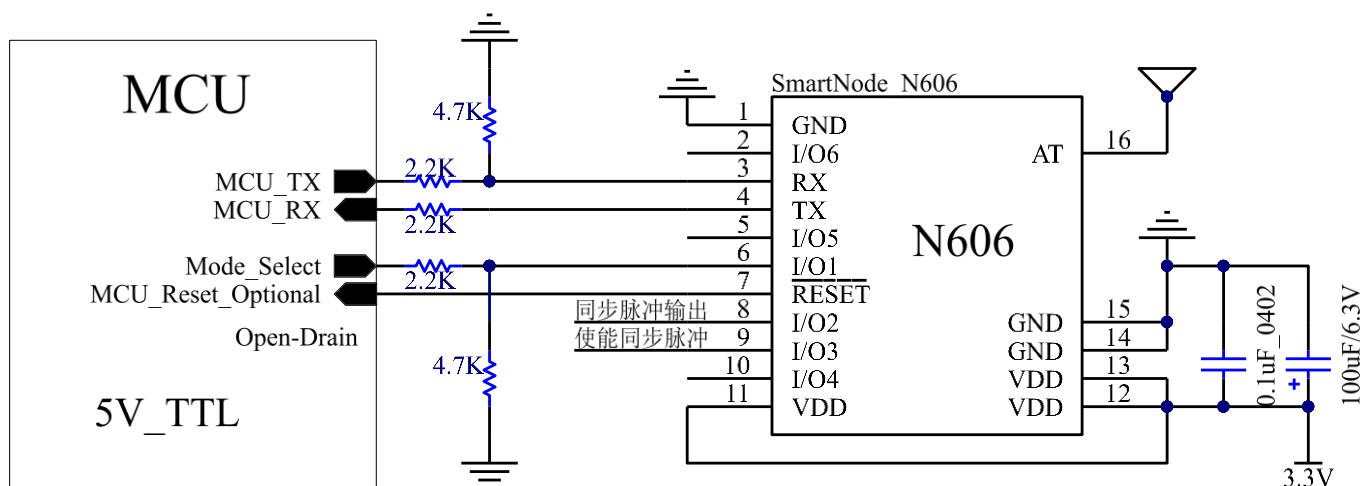 MCU
4.7K
2.2K
MCU_TX
MCU_RX
2.2K
Mode_Select
2.2K
MCU_Reset_Optional
Open-Drain
4.7K
5V_TTL
SmartNode_N606
N606
1 GND
2 I/O6
3 RX
4 TX
5 I/O5
6 I/O1
7 RESET
同步脉冲输出 8 I/O2
使能同步脉冲 9 I/O3
10 I/O4
11 VDD
AT 16
GND 15
GND 14
VDD 13
VDD 12
0.1uF_0402
100uF/6.3V
+
3.3V